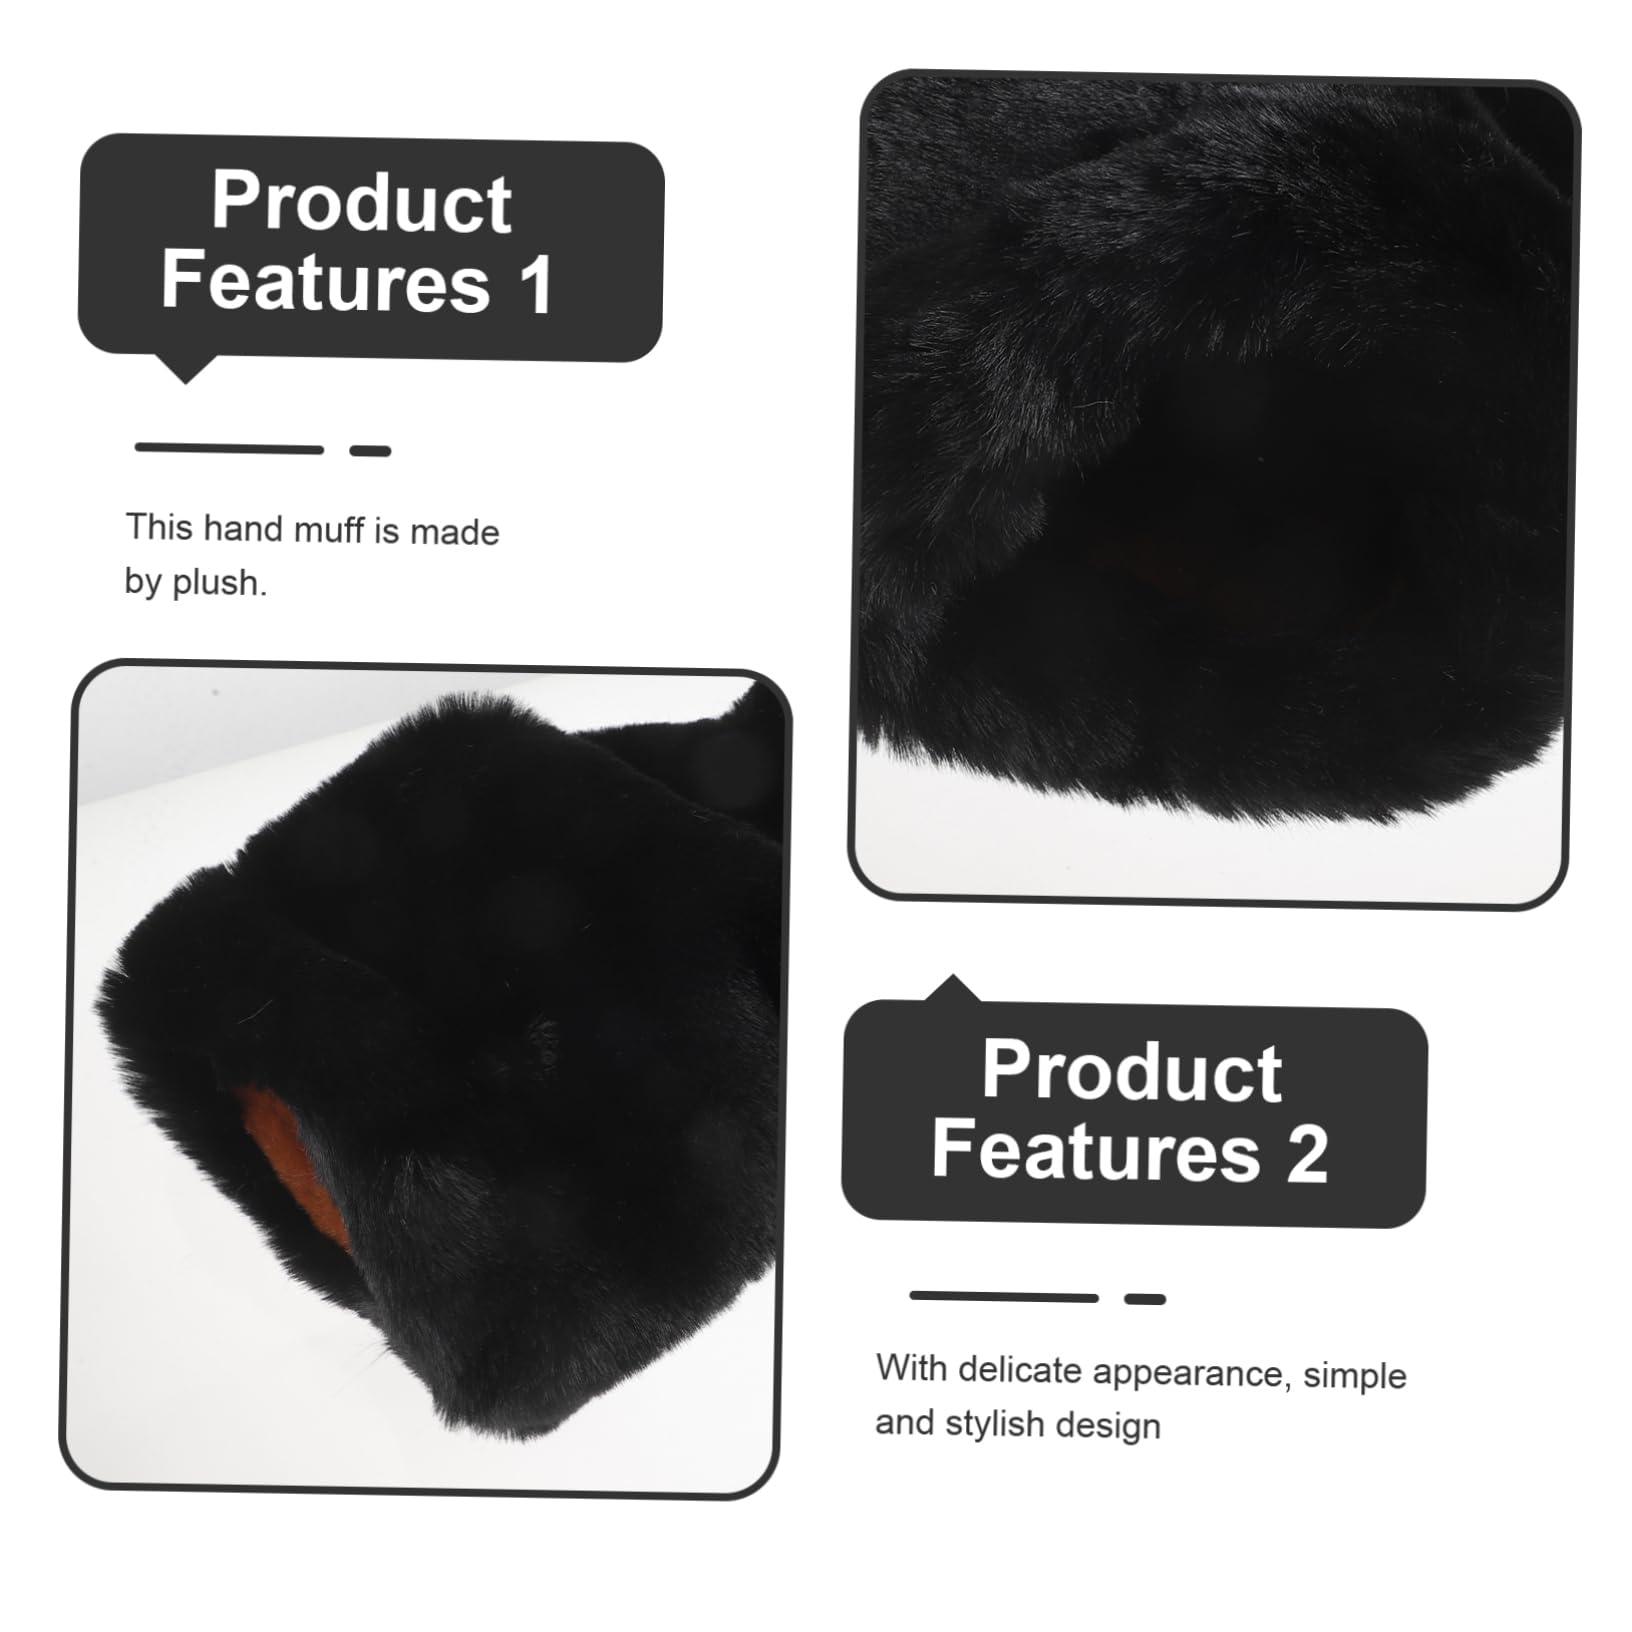 Product
Features 1
This hand muff is made
by plush.
Product
Features 2
With delicate appearance, simple
and stylish design